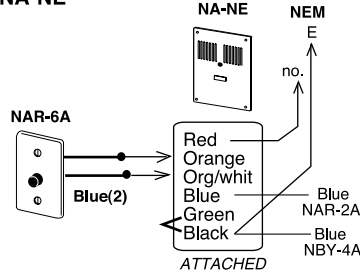 NA-NE
NA-NE
NEM
E
no.
NAR-6A
Blue(2)
Red
Orange
Org/whit
Blue
Green
Black
Blue
NAR-2A
Blue
NBY-4A
ATTACHED